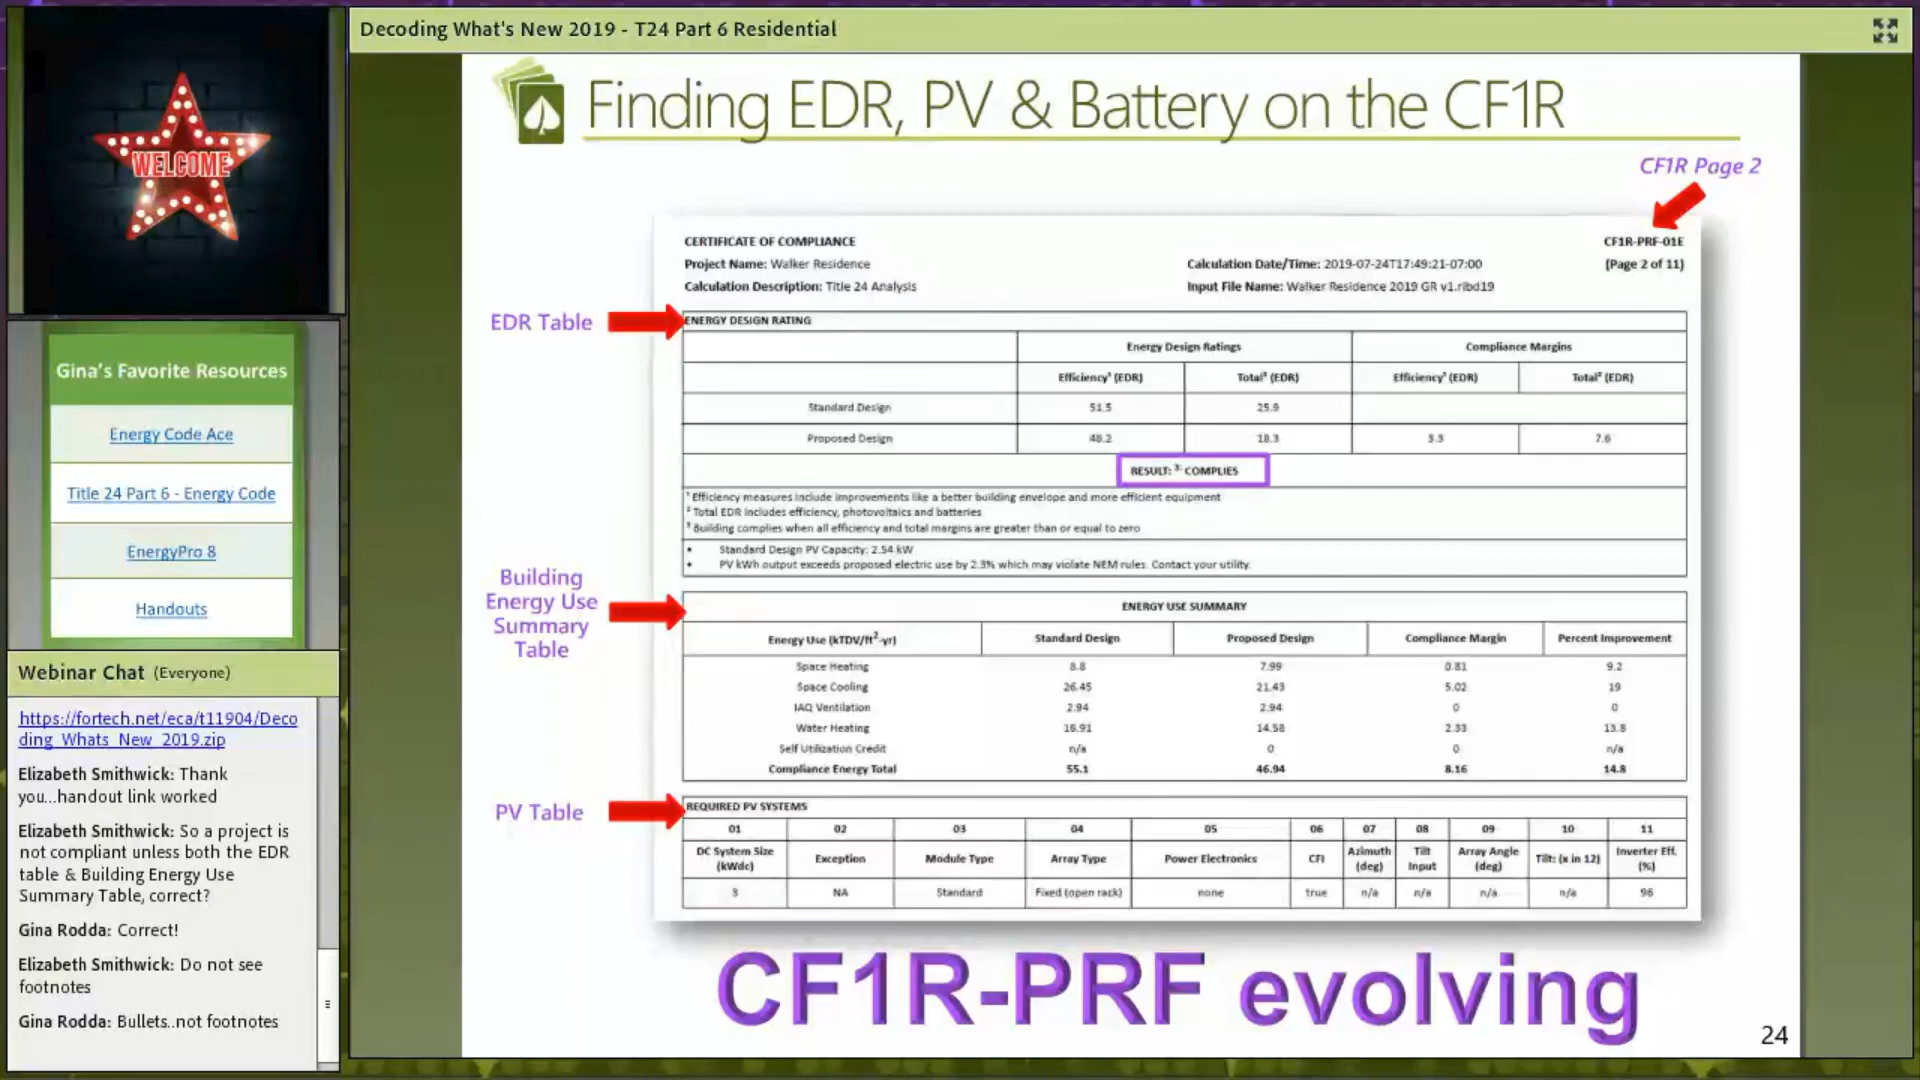 Decoding What's New 2019 - T24 Part 6 Residential
WELCOME
Gina's Favorite Resources
Energy Code Ace
Title 24 Part 6 - Energy Code
EnergyPro 8
Handouts
Webinar Chat (Everyone)
https://fortech.net/eca/t11904/Deco
ding_Whats_New_2019.zip
Elizabeth Smithwick: Thank
you...handout link worked
Elizabeth Smithwick: So a project is
not compliant unless both the EDR
table & Building Energy Use
Summary Table, correct?
Gina Rodda: Correct!
Elizabeth Smithwick: Do not see
footnotes
Gina Rodda: Bullets..not footnotes
Finding EDR, PV & Battery on the CF1R
CF1R Page 2
CERTIFICATE OF COMPLIANCE CF1R-PRF-01E
Project Name: Walker Residence Calculation Date/Time: 2019-07-24T17:49:21-07:00 (Page 2 of 11)
Calculation Description: Title 24 Analysis Input File Name: Walker Residence 2019 GR v1.ribd19
EDR Table
ENERGY DESIGN RATING
Energy Design Ratings Compliance Margins
Efficiency¹ (EDR) Total² (EDR) Efficiency¹ (EDR) Total² (EDR)
Standard Design 51.5 25.9
Proposed Design 48.2 18.3 3.3 7.6
RESULT: ³: COMPLIES
¹ Efficiency measures include improvements like a better building envelope and more efficient equipment
² Total EDR includes efficiency, photovoltaics and batteries
³ Building complies when all efficiency and total margins are greater than or equal to zero
• Standard Design PV Capacity: 2.54 kW
• PV kWh output exceeds proposed electric use by 2.3% which may violate NEM rules. Contact your utility.
Building
Energy Use
Summary
Table
ENERGY USE SUMMARY
Energy Use (kTDV/ft²-yr) Standard Design Proposed Design Compliance Margin Percent Improvement
Space Heating 8.8 7.99 0.81 9.2
Space Cooling 26.45 21.43 5.02 19
IAQ Ventilation 2.94 2.94 0 0
Water Heating 16.91 14.58 2.33 13.8
Self Utilization Credit n/a 0 0 n/a
Compliance Energy Total 55.1 46.94 8.16 14.8
PV Table
REQUIRED PV SYSTEMS
01 02 03 04 05 06 07 08 09 10 11
DC System Size (kWdc) Exception Module Type Array Type Power Electronics CFI Azimuth (deg) Tilt Input Array Angle (deg) Tilt: (x in 12) Inverter Eff. (%)
3 NA Standard Fixed (open rack) none true n/a n/a n/a n/a 96
CF1R-PRF evolving
24